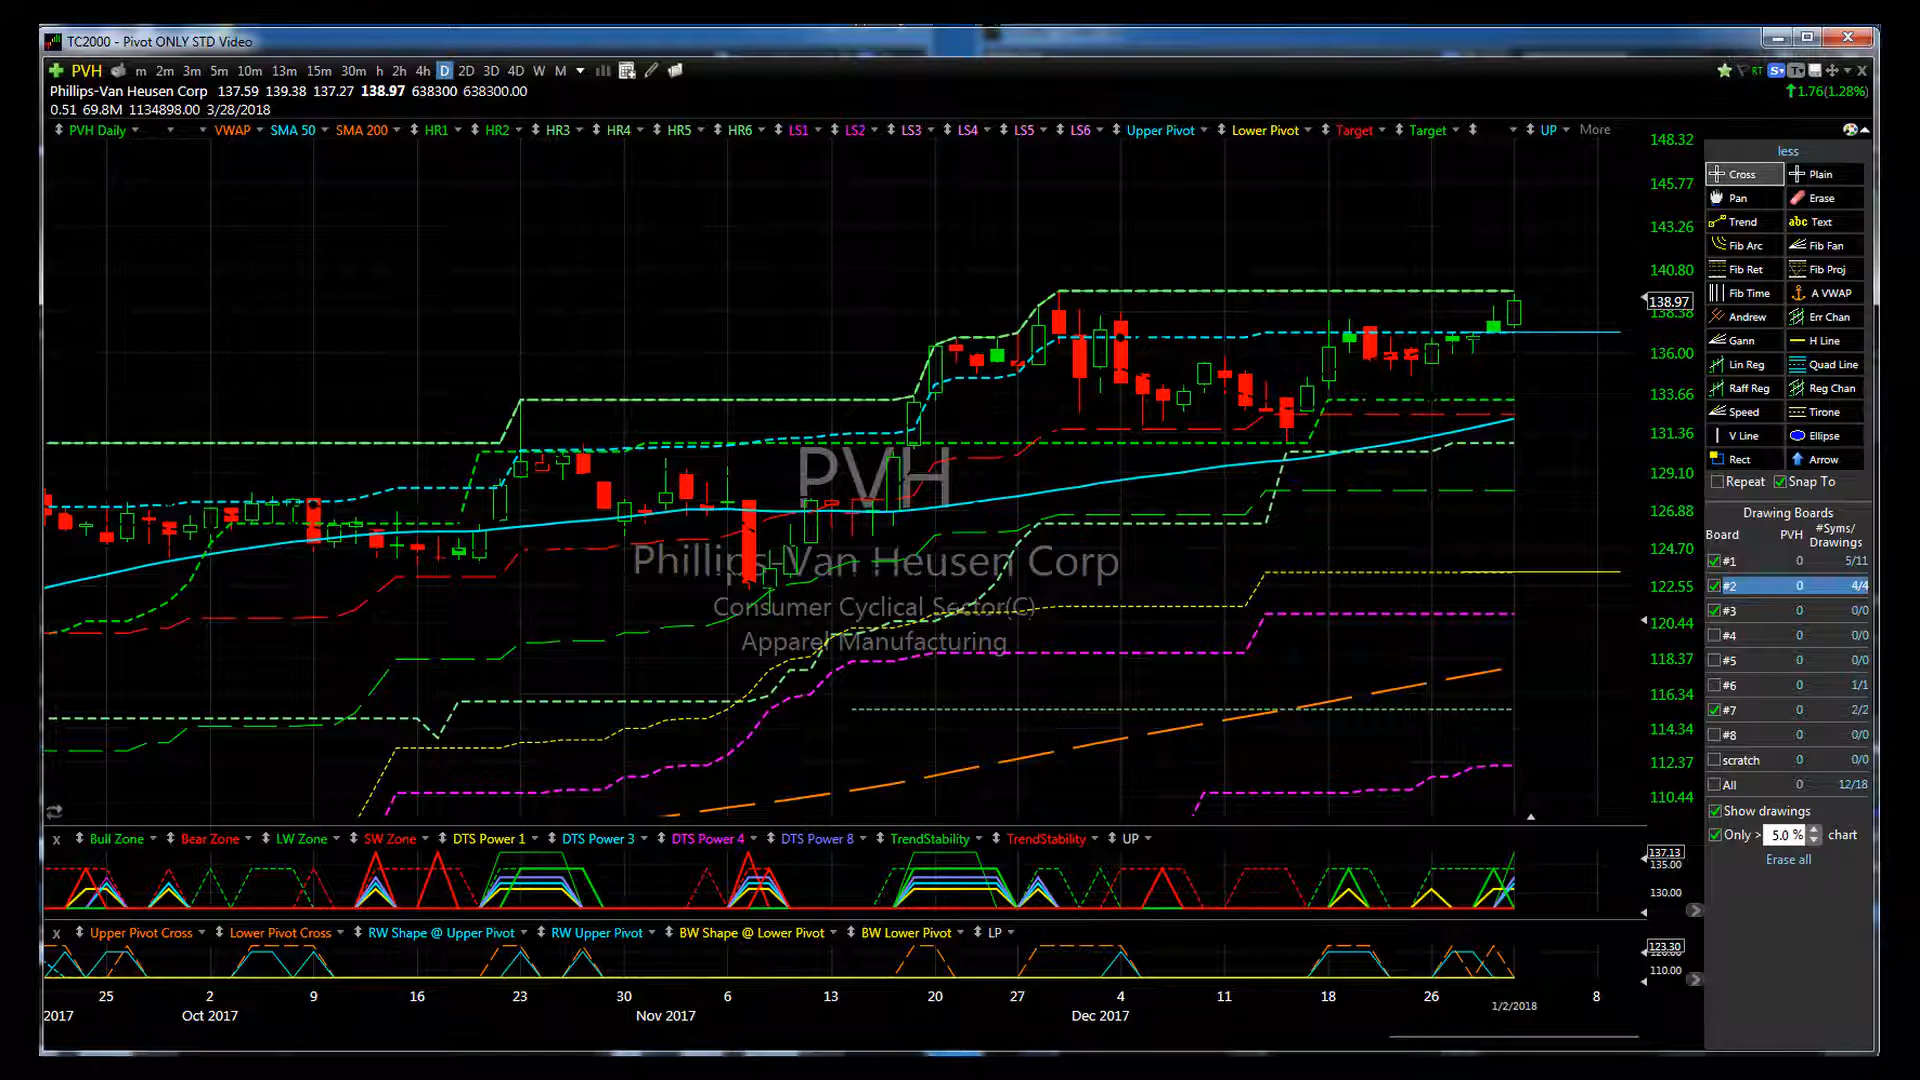 TC2000 - Pivot ONLY STD Video
PVH m 2m 3m 5m 10m 13m 15m 30m h 2h 4h D 2D 3D 4D W M RT S T X
Phillips-Van Heusen Corp 137.59 139.38 137.27 138.97 638300 638300.00 1.76(1.28%)
0.51 69.8M 1134898.00 3/28/2018
PVH Daily VWAP SMA 50 SMA 200 HR1 HR2 HR3 HR4 HR5 HR6 LS1 LS2 LS3 LS4 LS5 LS6 Upper Pivot Lower Pivot Target Target UP More
148.32
145.77
143.26
140.80
138.97
138.38
136.00
133.66
131.36
129.10
126.88
124.70
122.55
120.44
118.37
116.34
114.34
112.37
110.44
PVH
Phillips-Van Heusen Corp
Consumer Cyclical Sector(C)
Apparel Manufacturing
less
Cross Plain
Pan Erase
Trend abc Text
Fib Arc Fib Fan
Fib Ret Fib Proj
Fib Time A VWAP
Andrew Err Chan
Gann H Line
Lin Reg Quad Line
Raff Reg Reg Chan
Speed Tirone
V Line Ellipse
Rect Arrow
Repeat Snap To
Drawing Boards
Board PVH #Syms/
Drawings
#1 0 5/11
#2 0 4/4
#3 0 0/0
#4 0 0/0
#5 0 0/0
#6 0 1/1
#7 0 2/2
#8 0 0/0
scratch 0 0/0
All 0 12/18
Show drawings
Only > 5.0 % chart
Erase all
x Bull Zone Bear Zone LW Zone SW Zone DTS Power 1 DTS Power 3 DTS Power 4 DTS Power 8 TrendStability TrendStability UP
137.13
135.00
130.00
x Upper Pivot Cross Lower Pivot Cross RW Shape @ Upper Pivot RW Upper Pivot BW Shape @ Lower Pivot BW Lower Pivot LP
123.30
110.00
25 2 9 16 23 30 6 13 20 27 4 11 18 26 1/2/2018 8
2017 Oct 2017 Nov 2017 Dec 2017